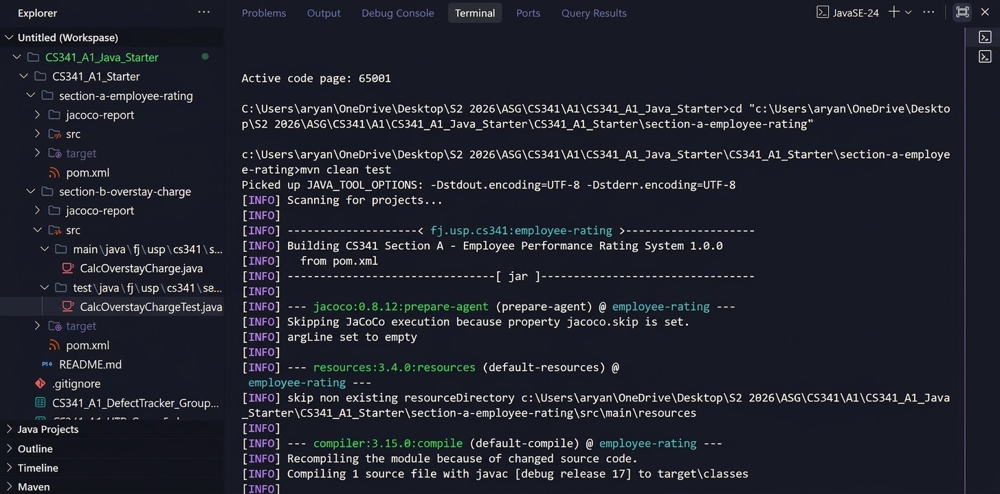 Explorer
Untitled (Workspase)
CS341_A1_Java_Starter
CS341_A1_Starter
section-a-employee-rating
jacoco-report
src
target
pom.xml
section-b-overstay-charge
jacoco-report
src
main\java\fj\usp\cs341\s...
CalcOverstayCharge.java
test\java\fj\usp\cs341\se...
CalcOverstayChargeTest.java
target
pom.xml
README.md
.gitignore
CS341_A1_DefectTracker_Group...
Java Projects
Outline
Timeline
Maven
Problems Output Debug Console Terminal Ports Query Results
JavaSE-24
Active code page: 65001
C:\Users\aryan\OneDrive\Desktop\S2 2026\ASG\CS341\A1\CS341_A1_Java_Starter>cd "c:\Users\aryan\OneDrive\Deskto
p\S2 2026\ASG\CS341\A1\CS341_A1_Java_Starter\CS341_A1_Starter\section-a-employee-rating"
c:\Users\aryan\OneDrive\Desktop\S2 2026\ASG\CS341\A1\CS341_A1_Java_Starter\CS341_A1_Starter\section-a-employe
e-rating>mvn clean test
Picked up JAVA_TOOL_OPTIONS: -Dstdout.encoding=UTF-8 -Dstderr.encoding=UTF-8
[INFO] Scanning for projects...
[INFO]
[INFO] -------------------< fj.usp.cs341:employee-rating >-------------------
[INFO] Building CS341 Section A - Employee Performance Rating System 1.0.0
[INFO]   from pom.xml
[INFO] --------------------------------[ jar ]---------------------------------
[INFO]
[INFO] --- jacoco:0.8.12:prepare-agent (prepare-agent) @ employee-rating ---
[INFO] Skipping JaCoCo execution because property jacoco.skip is set.
[INFO] argLine set to empty
[INFO]
[INFO] --- resources:3.4.0:resources (default-resources) @
employee-rating ---
[INFO] skip non existing resourceDirectory c:\Users\aryan\OneDrive\Desktop\S2 2026\ASG\CS341\A1\CS341_A1_Java
_Starter\CS341_A1_Starter\section-a-employee-rating\src\main\resources
[INFO]
[INFO] --- compiler:3.15.0:compile (default-compile) @ employee-rating ---
[INFO] Recompiling the module because of changed source code.
[INFO] Compiling 1 source file with javac [debug release 17] to target\classes
[INFO]